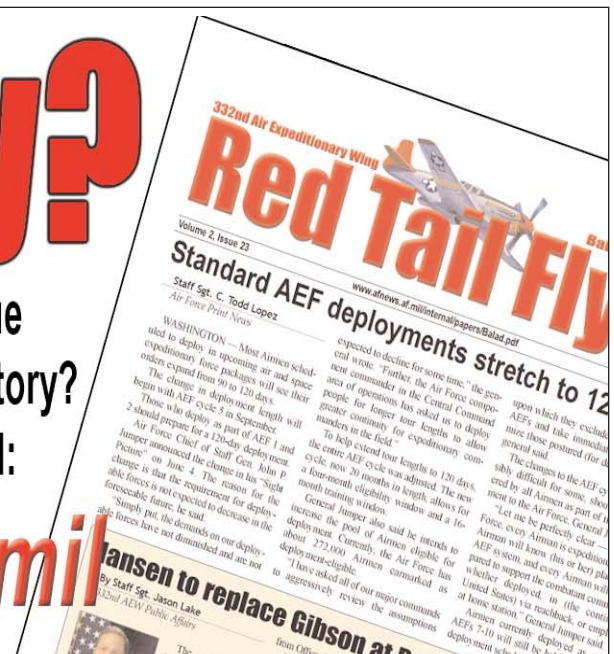 y?
ue
tory?
l:
mil
332nd Air Expeditionary Wing
Red Tail Fly
Bal
Volume 2, Issue 23
www.afnews.af.mil/internal/papers/Balad.pdf
Standard AEF deployments stretch to 12
Staff Sgt. C. Todd Lopez
Air Force Print News
WASHINGTON — Most Airmen sched-
uled to deploy in upcoming air and space
expeditionary force packages will see their
orders expand from 90 to 120 days.
The change in deployment length will
begin with AEF cycle 5 in September.
Those who deploy as part of AEF 1 and
2 should prepare for a 120-day deployment.
Air Force Chief of Staff Gen. John P.
Jumper announced the change in his "Sight
Picture" on June 4. The reason for the
change is that the requirement for deploy-
able forces is not expected to decrease in the
foreseeable future, he said.
"Simply put, the demands on our deploy-
able forces have not diminished and are not
expected to decline for some time," the gen-
eral wrote. "Further, the Air Force compo-
nent commander in the Central Command
area of operations has asked us to deploy
people for longer tour lengths to allow
greater continuity for expeditionary com-
manders in the field."
To help extend tour lengths to 120 days,
the entire AEF cycle was adjusted. The new
cycle, now 20 months in length, allows for
a four-month eligibility window and a 16-
month training window.
General Jumper also said he intends to
increase the pool of Airmen eligible for
deployment. Currently, the Air Force has
about 272,000 Airmen earmarked as
deployment-eligible.
"I have asked all of our major commands
to aggressively review the assumptions
upon which they exclud
AEFs and take immedia
mize those postured (for d
general said.
The changes to the AEF cy
sibly difficult for some, shou
ered by all Airmen as part of
ment to the Air Force, General
"Let me be perfectly clear —
Force, every Airman is expedition
Airman will know (his or her) pla
AEF system, and every Airman wil
pared to support the combatant comm
whether deployed, in (the conti
United States) via reachback, or empl
at home station," General Jumper said
Airmen currently deployed as
AEFs 7-10 will still be
deployment sched
Hansen to replace Gibson at
By Staff Sgt. Jason Lake
332nd AEW Public Affairs
The
from Offi